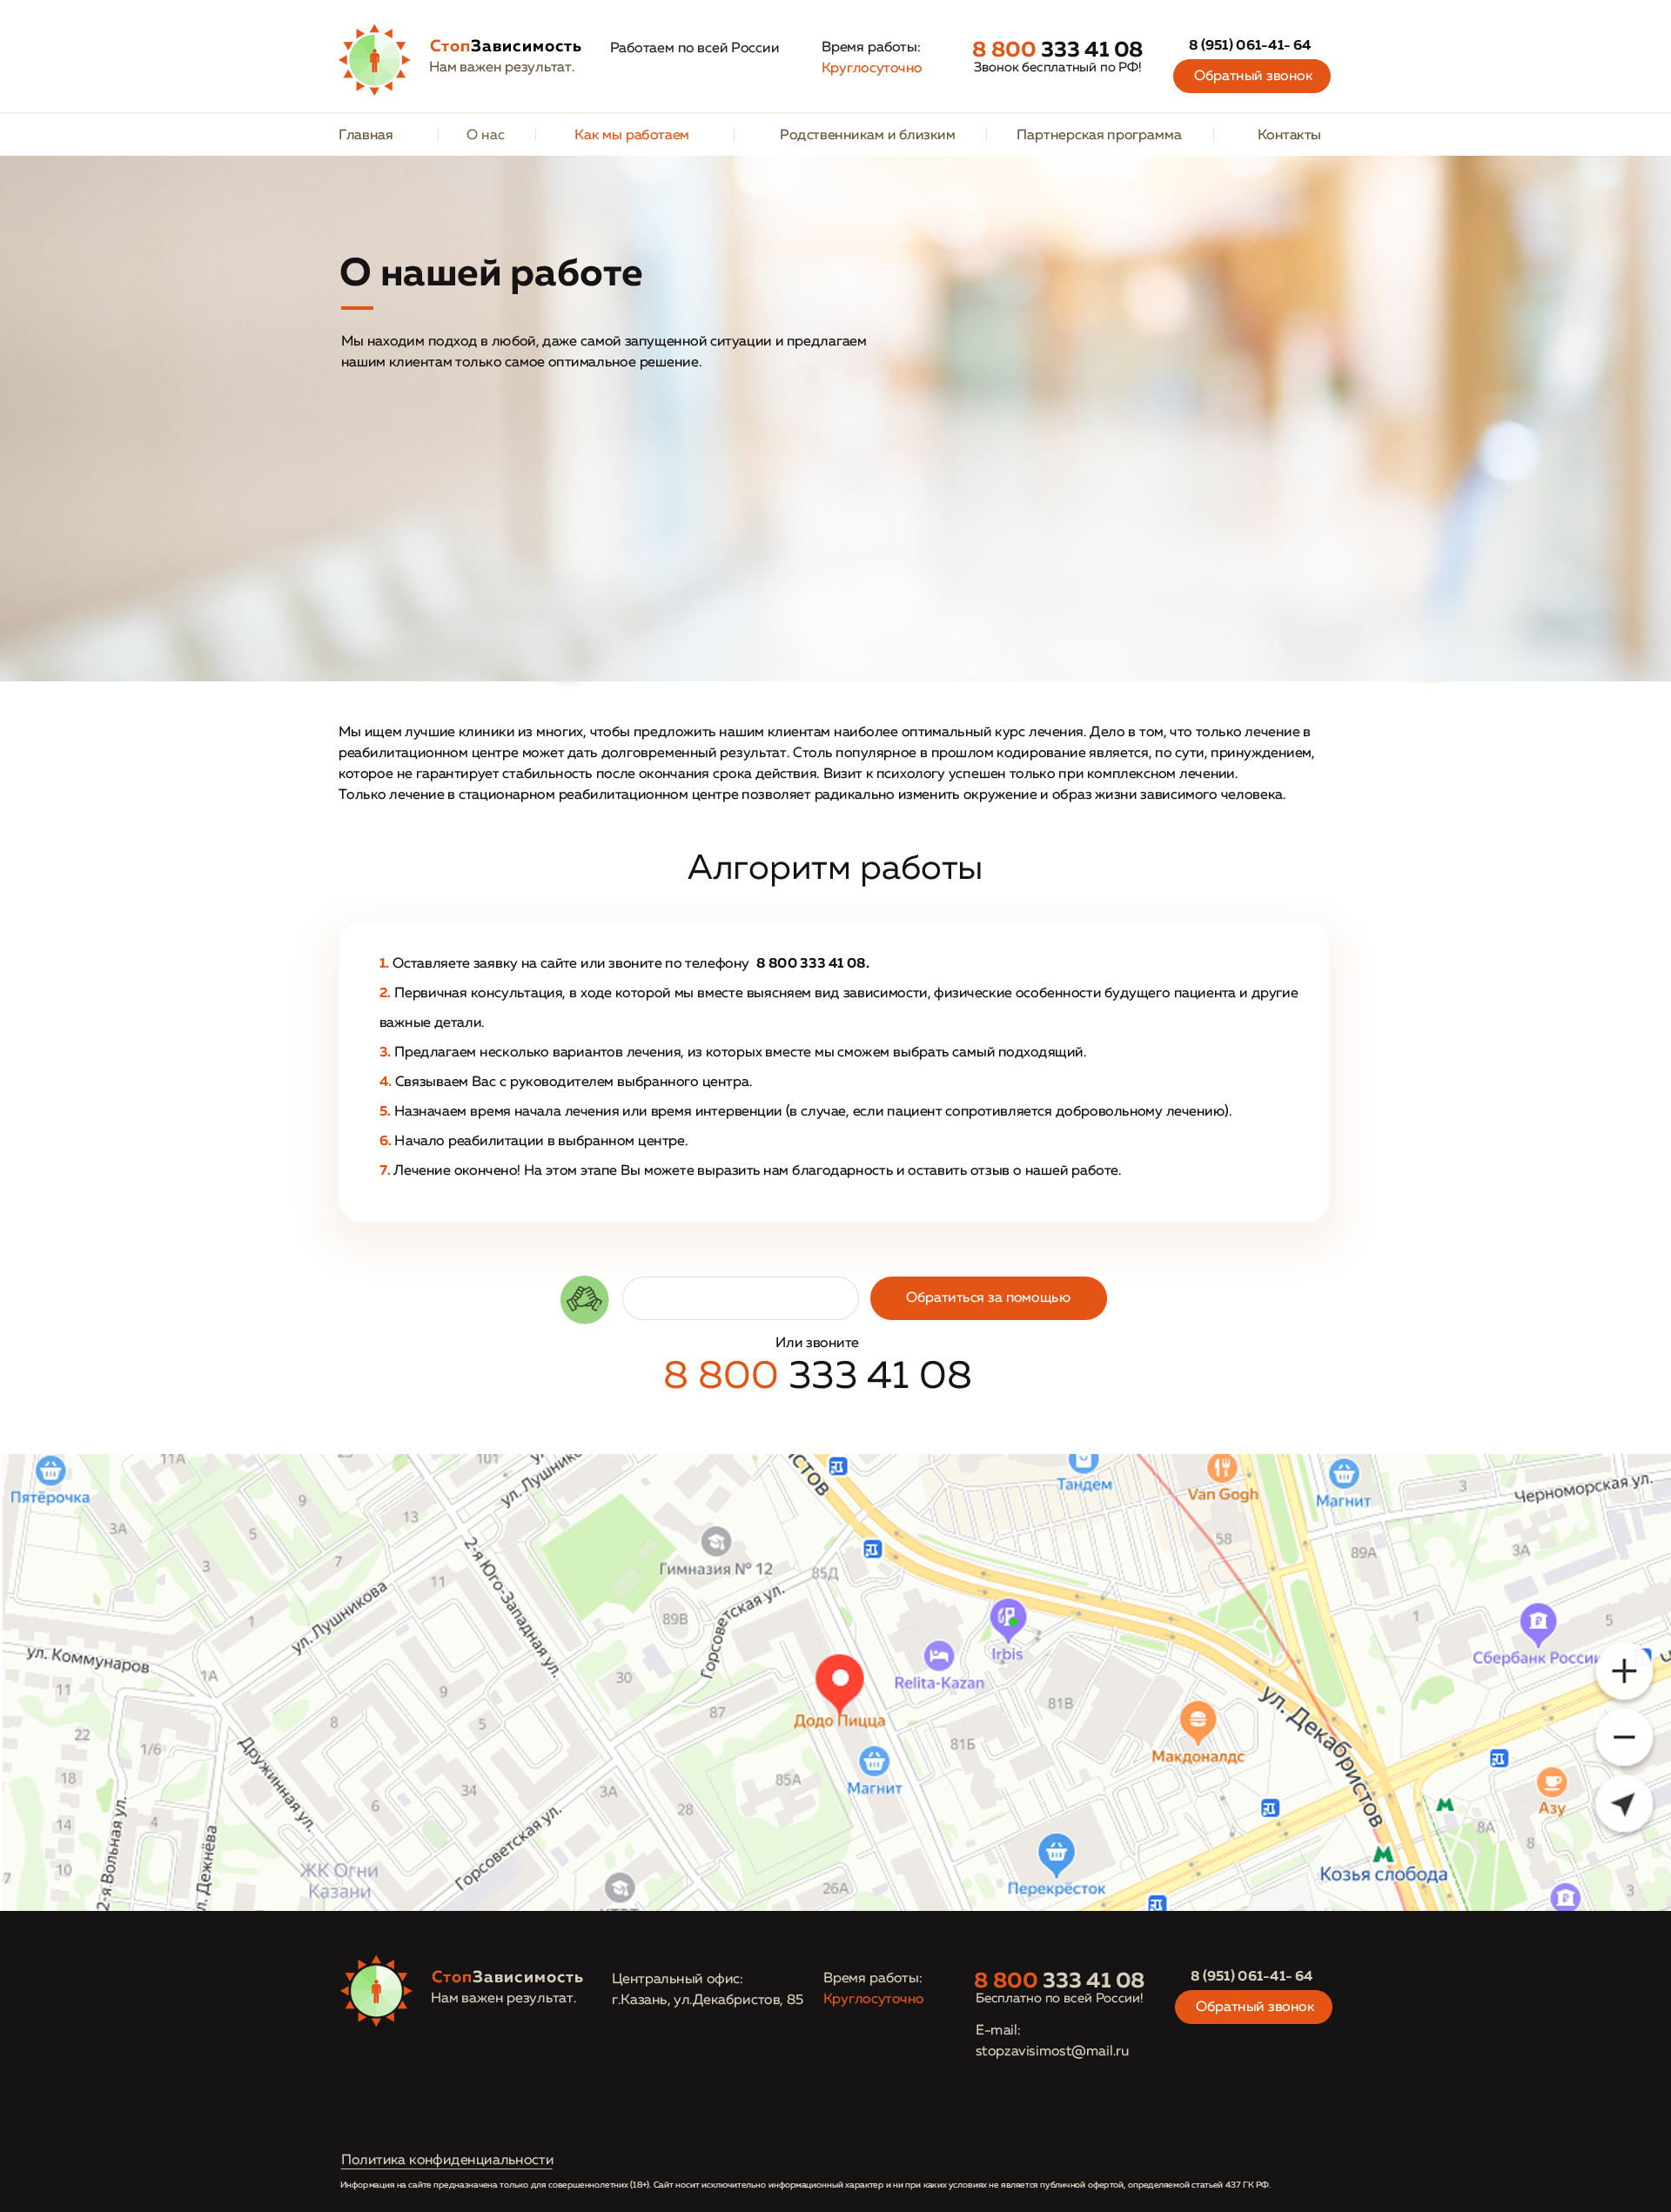 СтопЗависимость
Нам важен результат.
Работаем по всей России
Время работы:
Круглосуточно
8 800 333 41 08
Звонок бесплатный по РФ!
8 (951) 061-41- 64
Обратный звонок
Главная
О нас
Как мы работаем
Родственникам и близким
Партнерская программа
Контакты
О нашей работе
Мы находим подход в любой, даже самой запущенной ситуации и предлагаем
нашим клиентам только самое оптимальное решение.
Мы ищем лучшие клиники из многих, чтобы предложить нашим клиентам наиболее оптимальный курс лечения. Дело в том, что только лечение в
реабилитационном центре может дать долговременный результат. Столь популярное в прошлом кодирование является, по сути, принуждением,
которое не гарантирует стабильность после окончания срока действия. Визит к психологу успешен только при комплексном лечении.
Только лечение в стационарном реабилитационном центре позволяет радикально изменить окружение и образ жизни зависимого человека.
Алгоритм работы
1. Оставляете заявку на сайте или звоните по телефону 8 800 333 41 08.
2. Первичная консультация, в ходе которой мы вместе выясняем вид зависимости, физические особенности будущего пациента и другие
важные детали.
3. Предлагаем несколько вариантов лечения, из которых вместе мы сможем выбрать самый подходящий.
4. Связываем Вас с руководителем выбранного центра.
5. Назначаем время начала лечения или время интервенции (в случае, если пациент сопротивляется добровольному лечению).
6. Начало реабилитации в выбранном центре.
7. Лечение окончено! На этом этапе Вы можете выразить нам благодарность и оставить отзыв о нашей работе.
Обратиться за помощью
Или звоните
8 800 333 41 08
11А
101
ул. Лушникова
Тандем
Van Gogh
Магнит
Черноморская ул.
Пятёрочка
9
3А
5
13
3
58
89А
3А
Гимназия № 12
85Д
3
7
11
2-я Юго-Западная ул.
ул. Лушникова
1
89В
Горсоветская ул.
Irbis
1
5
Сбербанк России
ул. Коммунаров
1А
11
9
30
Relita-Kazan
81В
ул. Декабристов
22
1/6
8
5
87
Додо Пицца
81Б
Макдоналдс
18
Дружинная ул.
6
34
3А
85А
Магнит
28
Азу
14
4
2-я Вольная ул.
ул. Дежнёва
Горсоветская ул.
8А
8
7
10
ЖК Огни
Казани
26А
Перекрёсток
Козья слобода
3
СтопЗависимость
Нам важен результат.
Центральный офис:
г.Казань, ул.Декабристов, 85
Время работы:
Круглосуточно
8 800 333 41 08
Бесплатно по всей России!
E-mail:
stopzavisimost@mail.ru
8 (951) 061-41- 64
Обратный звонок
Политика конфиденциальности
Информация на сайте предназначена только для совершеннолетних (18+). Сайт носит исключительно информационный характер и ни при каких условиях не является публичной офертой, определяемой статьей 437 ГК РФ.